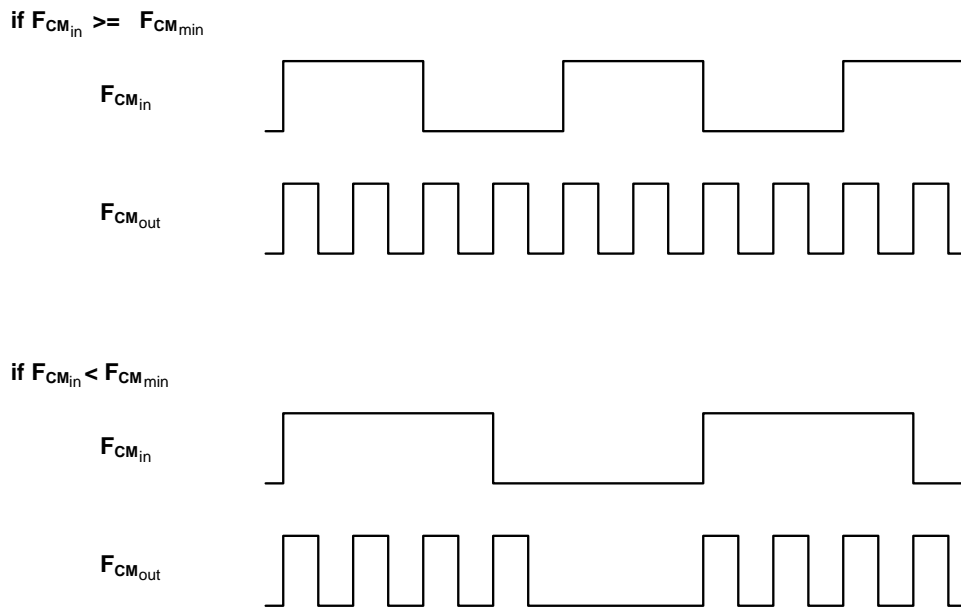 if FCMin >= FCMmin
FCMin
FCMout
if FCMin < FCMmin
FCMin
FCMout